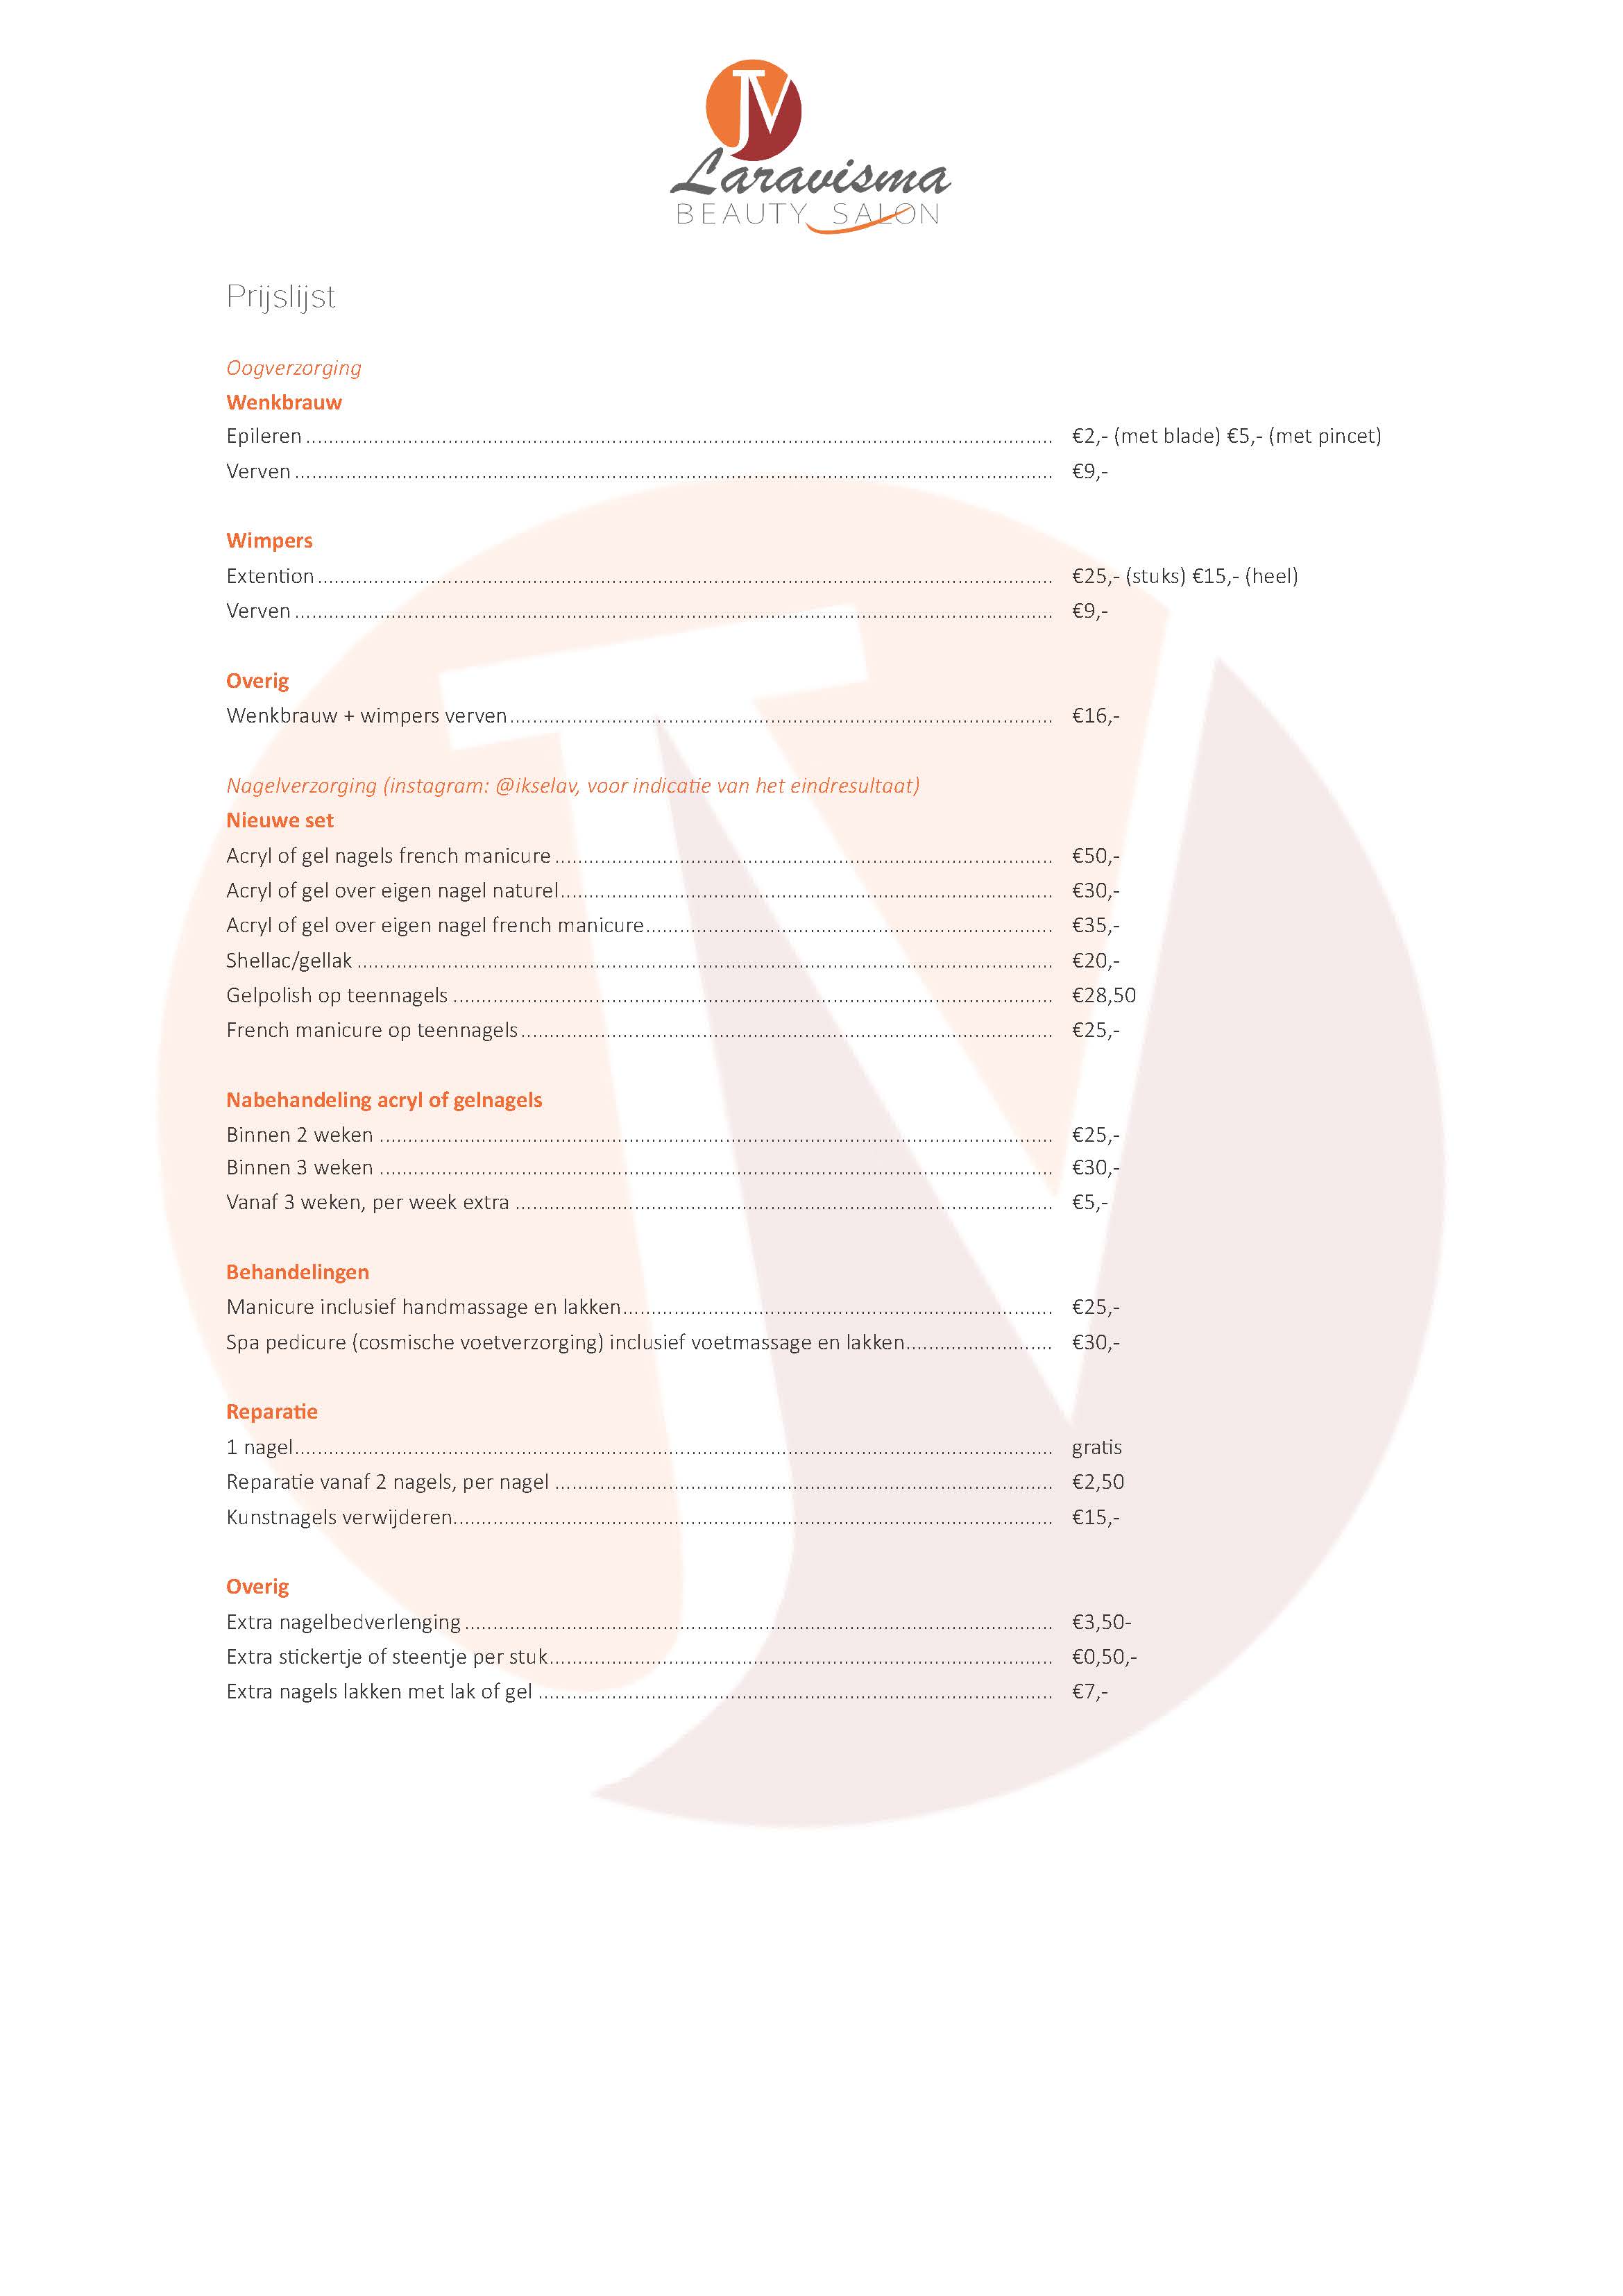 JV
Laravisma
BEAUTY SALON
Prijslijst
Oogverzorging
Wenkbrauw
Epileren ........ €2,- (met blade) €5,- (met pincet)
Verven ........ €9,-
Wimpers
Extention ........ €25,- (stuks) €15,- (heel)
Verven ........ €9,-
Overig
Wenkbrauw + wimpers verven ........ €16,-
Nagelverzorging (instagram: @ikselav, voor indicatie van het eindresultaat)
Nieuwe set
Acryl of gel nagels french manicure ........ €50,-
Acryl of gel over eigen nagel naturel ........ €30,-
Acryl of gel over eigen nagel french manicure ........ €35,-
Shellac/gellak ........ €20,-
Gelpolish op teennagels ........ €28,50
French manicure op teennagels ........ €25,-
Nabehandeling acryl of gelnagels
Binnen 2 weken ........ €25,-
Binnen 3 weken ........ €30,-
Vanaf 3 weken, per week extra ........ €5,-
Behandelingen
Manicure inclusief handmassage en lakken ........ €25,-
Spa pedicure (cosmische voetverzorging) inclusief voetmassage en lakken ........ €30,-
Reparatie
1 nagel ........ gratis
Reparatie vanaf 2 nagels, per nagel ........ €2,50
Kunstnagels verwijderen ........ €15,-
Overig
Extra nagelbedverlenging ........ €3,50-
Extra stickertje of steentje per stuk ........ €0,50,-
Extra nagels lakken met lak of gel ........ €7,-